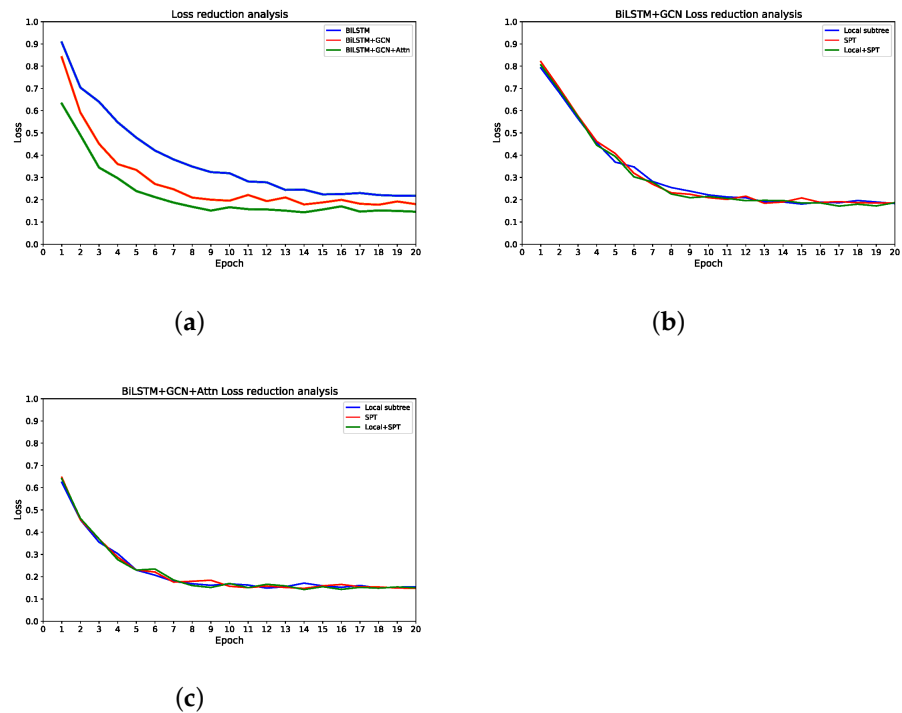 Loss reduction analysis
BiLSTM
BiLSTM+GCN
BiLSTM+GCN+Attn
1.0
0.9
0.8
0.7
0.6
0.5
0.4
0.3
0.2
0.1
0.0
Loss
0 1 2 3 4 5 6 7 8 9 10 11 12 13 14 15 16 17 18 19 20
Epoch
(a)
BiLSTM+GCN Loss reduction analysis
Local subtree
SPT
Local+SPT
1.0
0.9
0.8
0.7
0.6
0.5
0.4
0.3
0.2
0.1
0.0
Loss
0 1 2 3 4 5 6 7 8 9 10 11 12 13 14 15 16 17 18 19 20
Epoch
(b)
BiLSTM+GCN+Attn Loss reduction analysis
Local subtree
SPT
Local+SPT
1.0
0.9
0.8
0.7
0.6
0.5
0.4
0.3
0.2
0.1
0.0
Loss
0 1 2 3 4 5 6 7 8 9 10 11 12 13 14 15 16 17 18 19 20
Epoch
(c)